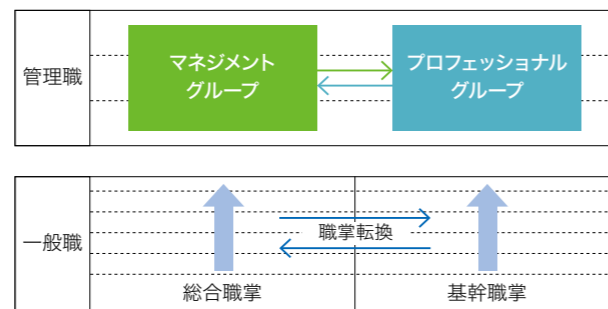 管理職
マネジメント
グループ
プロフェッショナル
グループ
一般職
職掌転換
総合職掌
基幹職掌